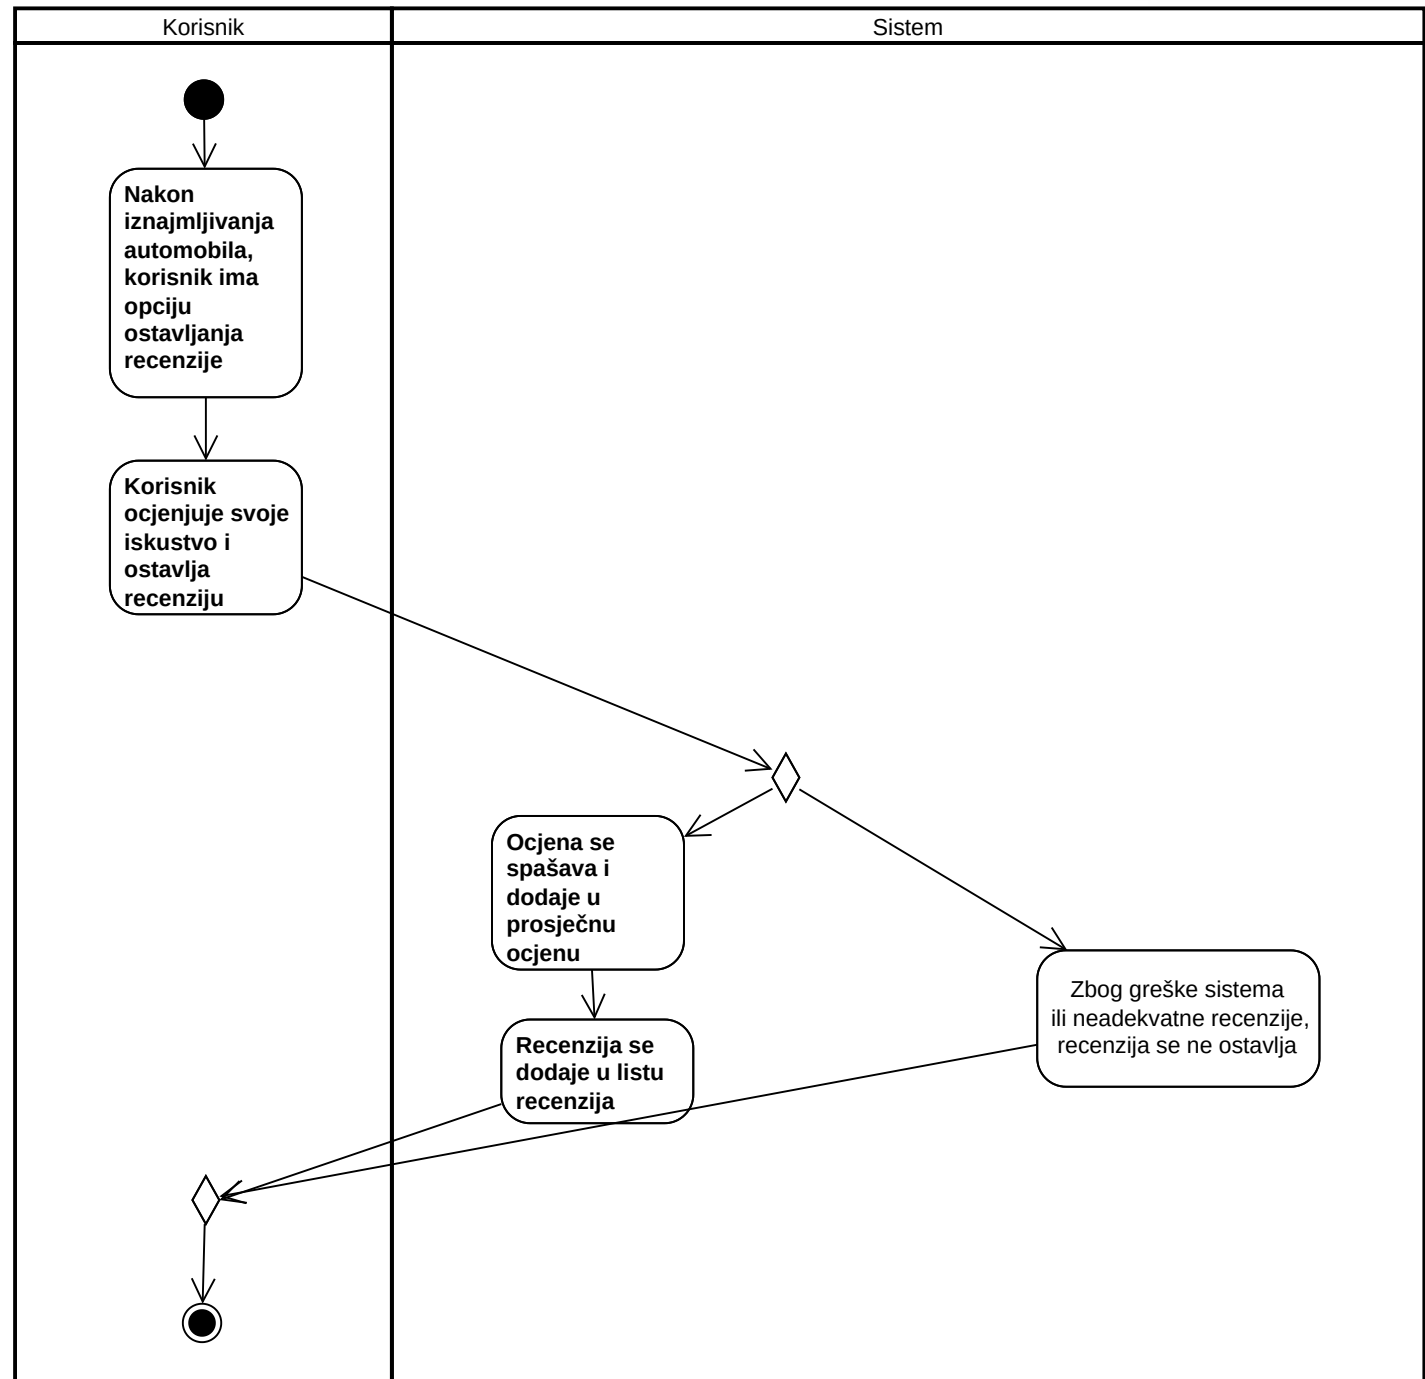 Korisnik
Sistem
Nakon
iznajmljivanja
automobila,
korisnik ima
opciju
ostavljanja
recenzije
Korisnik
ocjenjuje svoje
iskustvo i
ostavlja
recenziju
Ocjena se
spašava i
dodaje u
prosječnu
ocjenu
Recenzija se
dodaje u listu
recenzija
Zbog greške sistema
ili neadekvatne recenzije,
recenzija se ne ostavlja